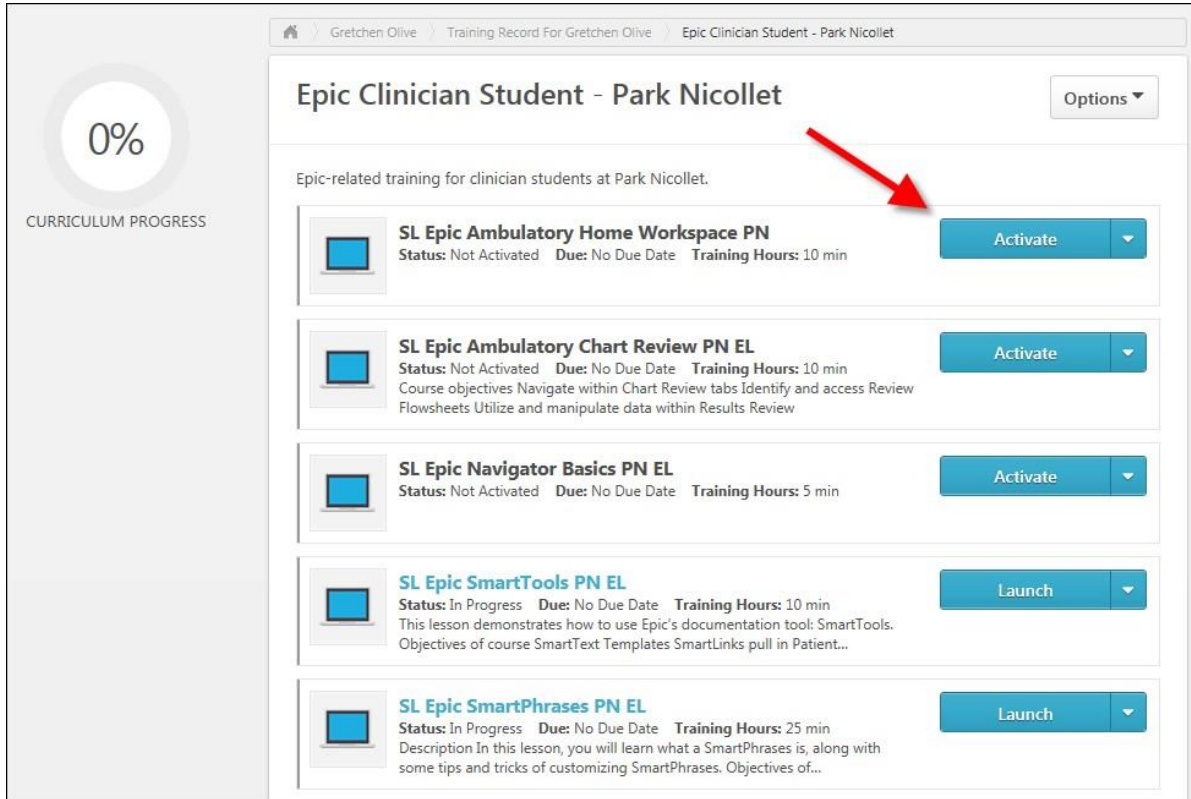 Gretchen Olive Training Record For Gretchen Olive Epic Clinician Student - Park Nicollet
0%
CURRICULUM PROGRESS
Epic Clinician Student - Park Nicollet
Options
Epic-related training for clinician students at Park Nicollet.
SL Epic Ambulatory Home Workspace PN
Status: Not Activated Due: No Due Date Training Hours: 10 min
Activate
SL Epic Ambulatory Chart Review PN EL
Status: Not Activated Due: No Due Date Training Hours: 10 min
Course objectives Navigate within Chart Review tabs Identify and access Review
Flowsheets Utilize and manipulate data within Results Review
Activate
SL Epic Navigator Basics PN EL
Status: Not Activated Due: No Due Date Training Hours: 5 min
Activate
SL Epic SmartTools PN EL
Status: In Progress Due: No Due Date Training Hours: 10 min
This lesson demonstrates how to use Epic's documentation tool: SmartTools.
Objectives of course SmartText Templates SmartLinks pull in Patient...
Launch
SL Epic SmartPhrases PN EL
Status: In Progress Due: No Due Date Training Hours: 25 min
Description In this lesson, you will learn what a SmartPhrases is, along with
some tips and tricks of customizing SmartPhrases. Objectives of...
Launch